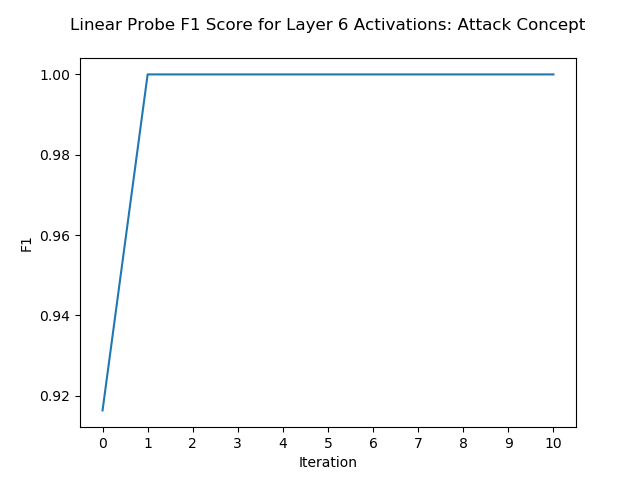 Linear Probe F1 Score for Layer 6 Activations: Attack Concept
1.00
0.98
0.96
0.94
0.92
F1
0 1 2 3 4 5 6 7 8 9 10
Iteration